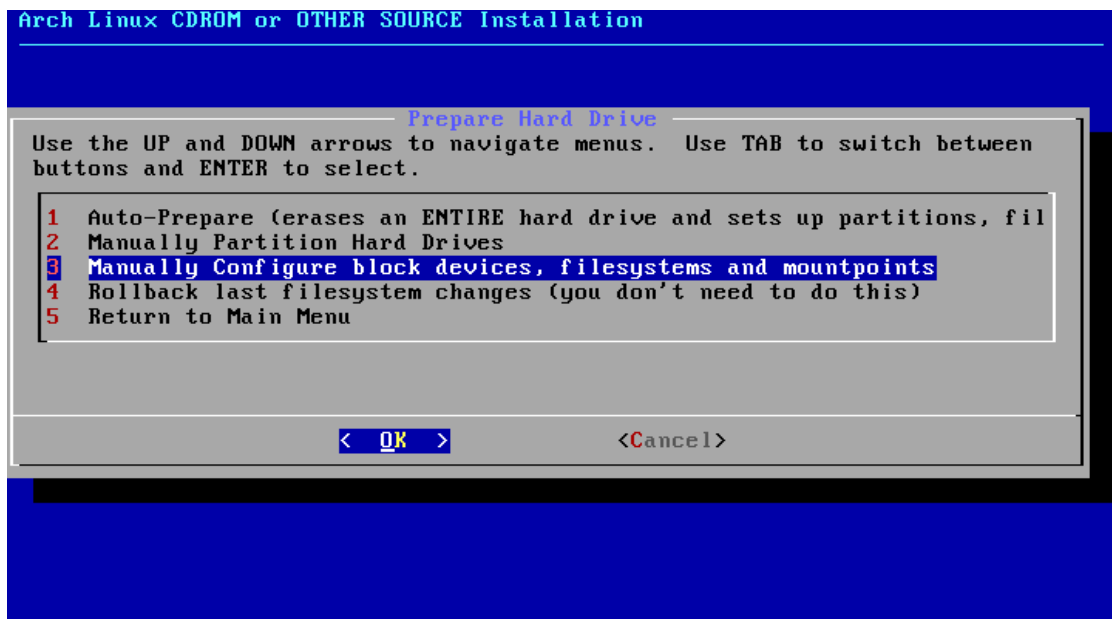 Arch Linux CDROM or OTHER SOURCE Installation
Prepare Hard Drive
Use the UP and DOWN arrows to navigate menus.  Use TAB to switch between
buttons and ENTER to select.
1  Auto-Prepare (erases an ENTIRE hard drive and sets up partitions, fil
2  Manually Partition Hard Drives
3  Manually Configure block devices, filesystems and mountpoints
4  Rollback last filesystem changes (you don't need to do this)
5  Return to Main Menu
<  OK  > <Cancel>